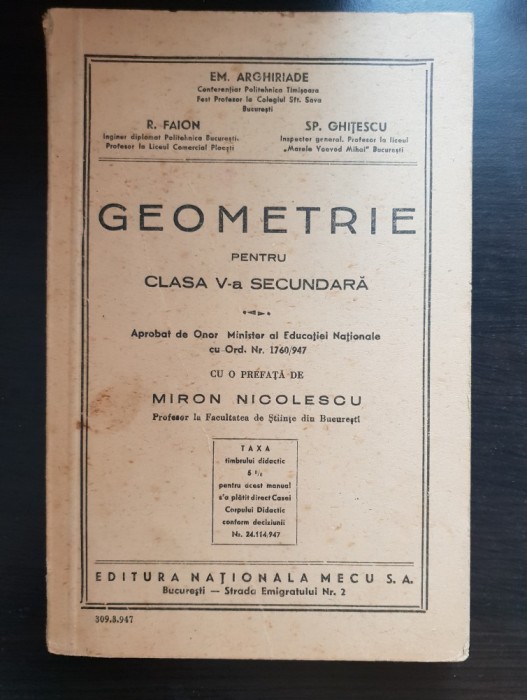 EM. ARGHIRIADE
Conferențiar Politehnica Timișoara
Fost Profesor la Colegiul Sft. Sava
București
R. FAION
Inginer diplomat Politehnica București.
Profesor la Liceul Comercial Ploești
SP. GHIȚESCU
Inspector general. Profesor la liceul
„Marele Voevod Mihai" București
GEOMETRIE
PENTRU
CLASA V-a SECUNDARĂ
Aprobat de Onor Minister al Educației Naționale
cu Ord. Nr. 1760/947
CU O PREFAȚĂ DE
MIRON NICOLESCU
Profesor la Facultatea de Științe din București
TAXA
timbrului didactic
6 %
pentru acest manual
s'a plătit direct Casei
Corpului Didactic
conform deciziunii
Nr. 24.114.947
EDITURA NAȚIONALA MECU S. A.
București — Strada Emigratului Nr. 2
309.8.947